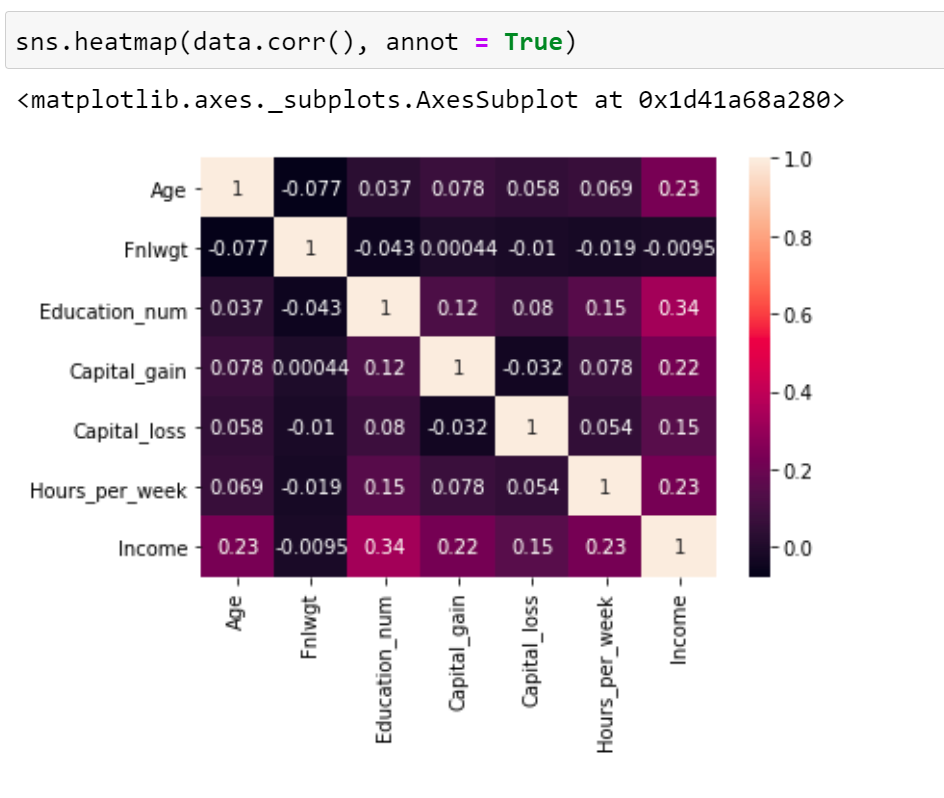 sns.heatmap(data.corr(), annot = True)
<matplotlib.axes._subplots.AxesSubplot at 0x1d41a68a280>
Age 1 -0.077 0.037 0.078 0.058 0.069 0.23
Fnlwgt -0.077 1 -0.043 0.00044 -0.01 -0.019 -0.0095
Education_num 0.037 -0.043 1 0.12 0.08 0.15 0.34
Capital_gain 0.078 0.00044 0.12 1 -0.032 0.078 0.22
Capital_loss 0.058 -0.01 0.08 -0.032 1 0.054 0.15
Hours_per_week 0.069 -0.019 0.15 0.078 0.054 1 0.23
Income 0.23 -0.0095 0.34 0.22 0.15 0.23 1
Age
Fnlwgt
Education_num
Capital_gain
Capital_loss
Hours_per_week
Income
1.0
0.8
0.6
0.4
0.2
0.0